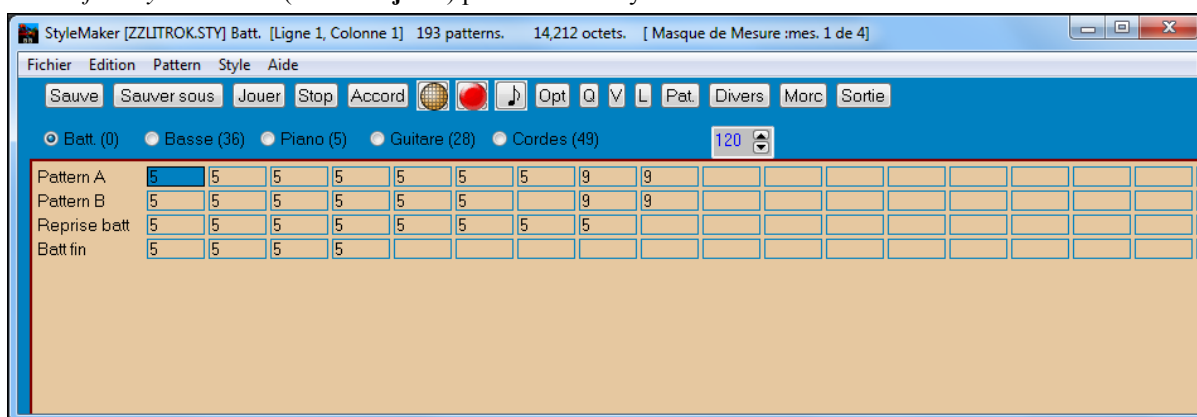 StyleMaker [ZZLITROK.STY] Batt. [Ligne 1, Colonne 1] 193 patterns. 14,212 octets. [ Masque de Mesure :mes. 1 de 4]
Fichier Edition Pattern Style Aide
Sauve Sauver sous Jouer Stop Accord Opt Q V L Pat. Divers Morc Sortie
Batt. (0) Basse (36) Piano (5) Guitare (28) Cordes (49) 120
Pattern A 5 5 5 5 5 5 5 9 9
Pattern B 5 5 5 5 5 5 9 9
Reprise batt 5 5 5 5 5 5 5 5
Batt fin 5 5 5 5